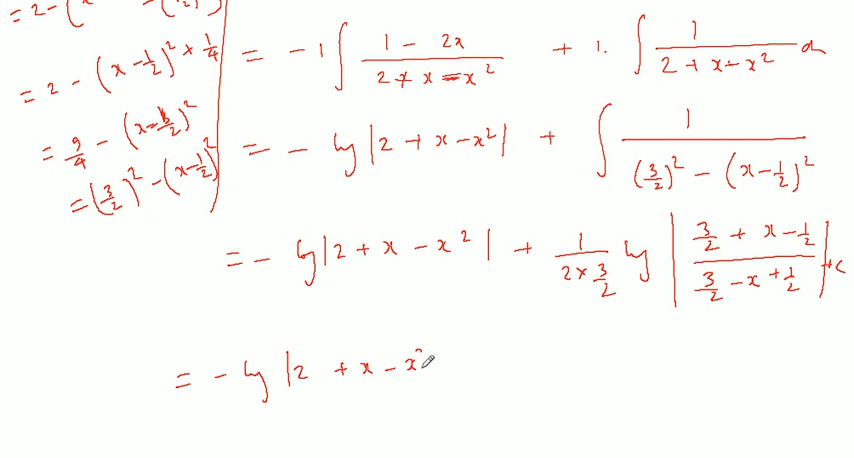 = 2 - (x
= 2 - (x - 1/2)² + 1/4
= 9/4 - (x - 1/2)²
= (3/2)² - (x - 1/2)²
= -1 ∫ (1 - 2x)/(2 + x - x²) + 1. ∫ 1/(2 + x - x²) d
= - log |2 + x - x²| + ∫ 1/((3/2)² - (x - 1/2)²)
= - log |2 + x - x²| + 1/(2 × 3/2) log |(3/2 + x - 1/2)/(3/2 - x + 1/2)| + c
= - log |2 + x - x²